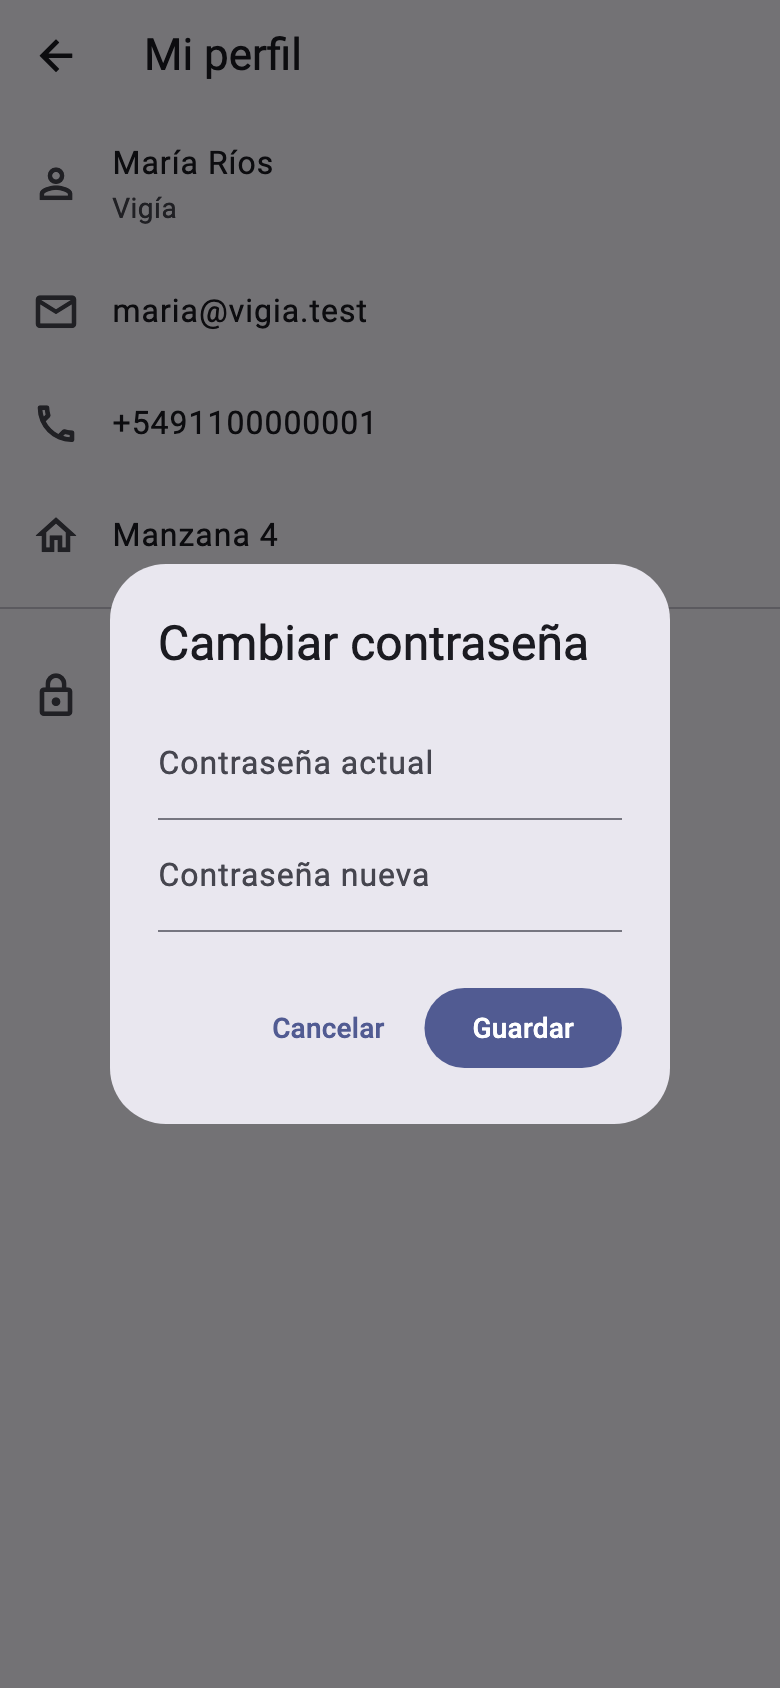 Mi perfil
María Ríos
Vigía
maria@vigia.test
+5491100000001
Manzana 4
Cambiar contraseña
Contraseña actual
Contraseña nueva
Cancelar
Guardar